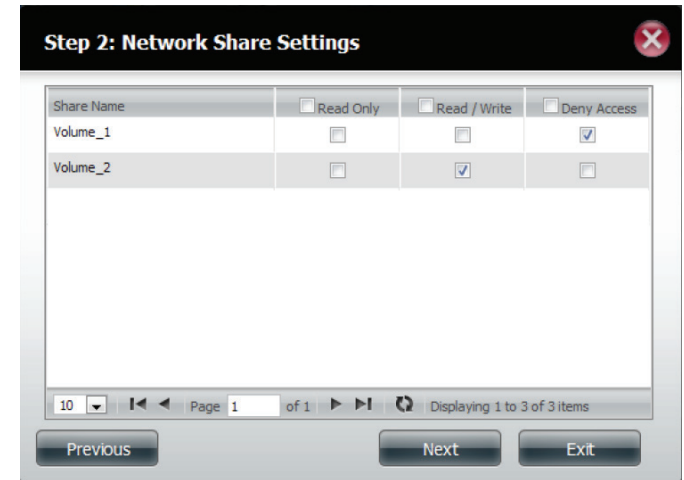 Step 2: Network Share Settings
Share Name Read Only Read / Write Deny Access
Volume_1
Volume_2
10 Page 1 of 1 Displaying 1 to 3 of 3 items
Previous Next Exit